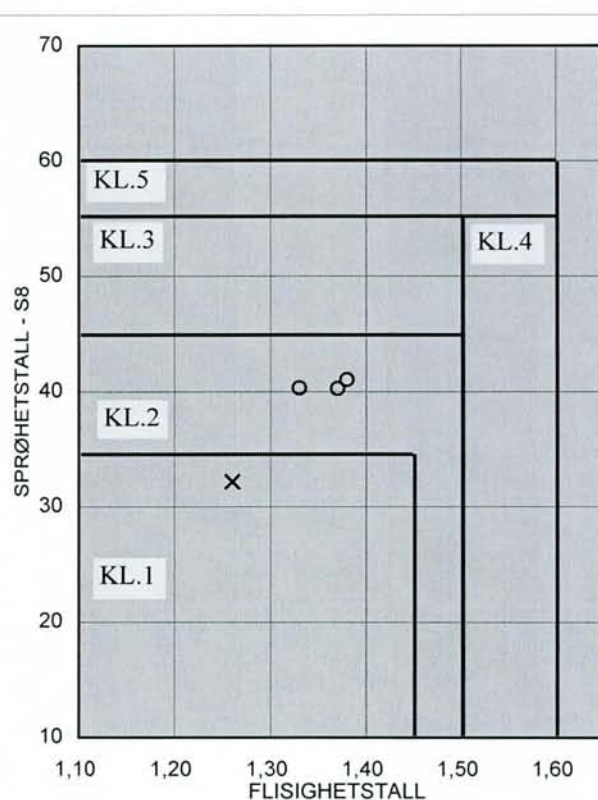 70
60
KL.5
KL.3
KL.4
50
SPRØHETSTALL - S8
40
KL.2
30
KL.1
20
10
1,10 1,20 1,30 1,40 1,50 1,60
FLISIGHETSTALL